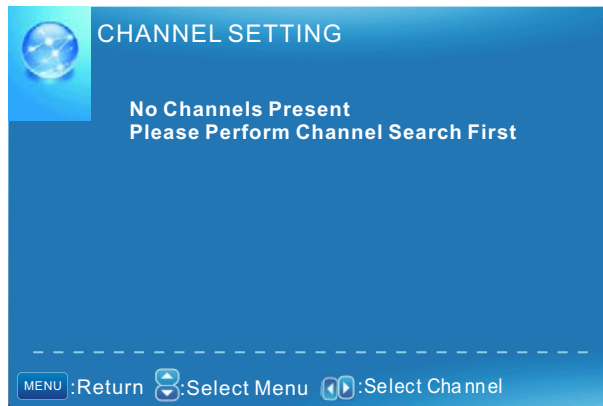 CHANNEL SETTING
No Channels Present
Please Perform Channel Search First
MENU :Return :Select Menu :Select Channel